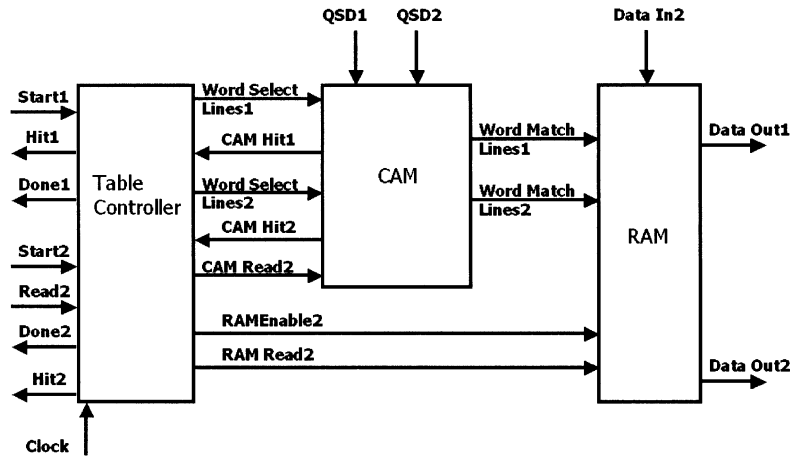 QSD1
QSD2
Data In2
Start1
Hit1
Done1
Start2
Read2
Done2
Hit2
Clock
Table
Controller
Word Select
Lines1
CAM Hit1
Word Select
Lines2
CAM Hit2
CAM Read2
RAMEnable2
RAM Read2
CAM
Word Match
Lines1
Word Match
Lines2
RAM
Data Out1
Data Out2